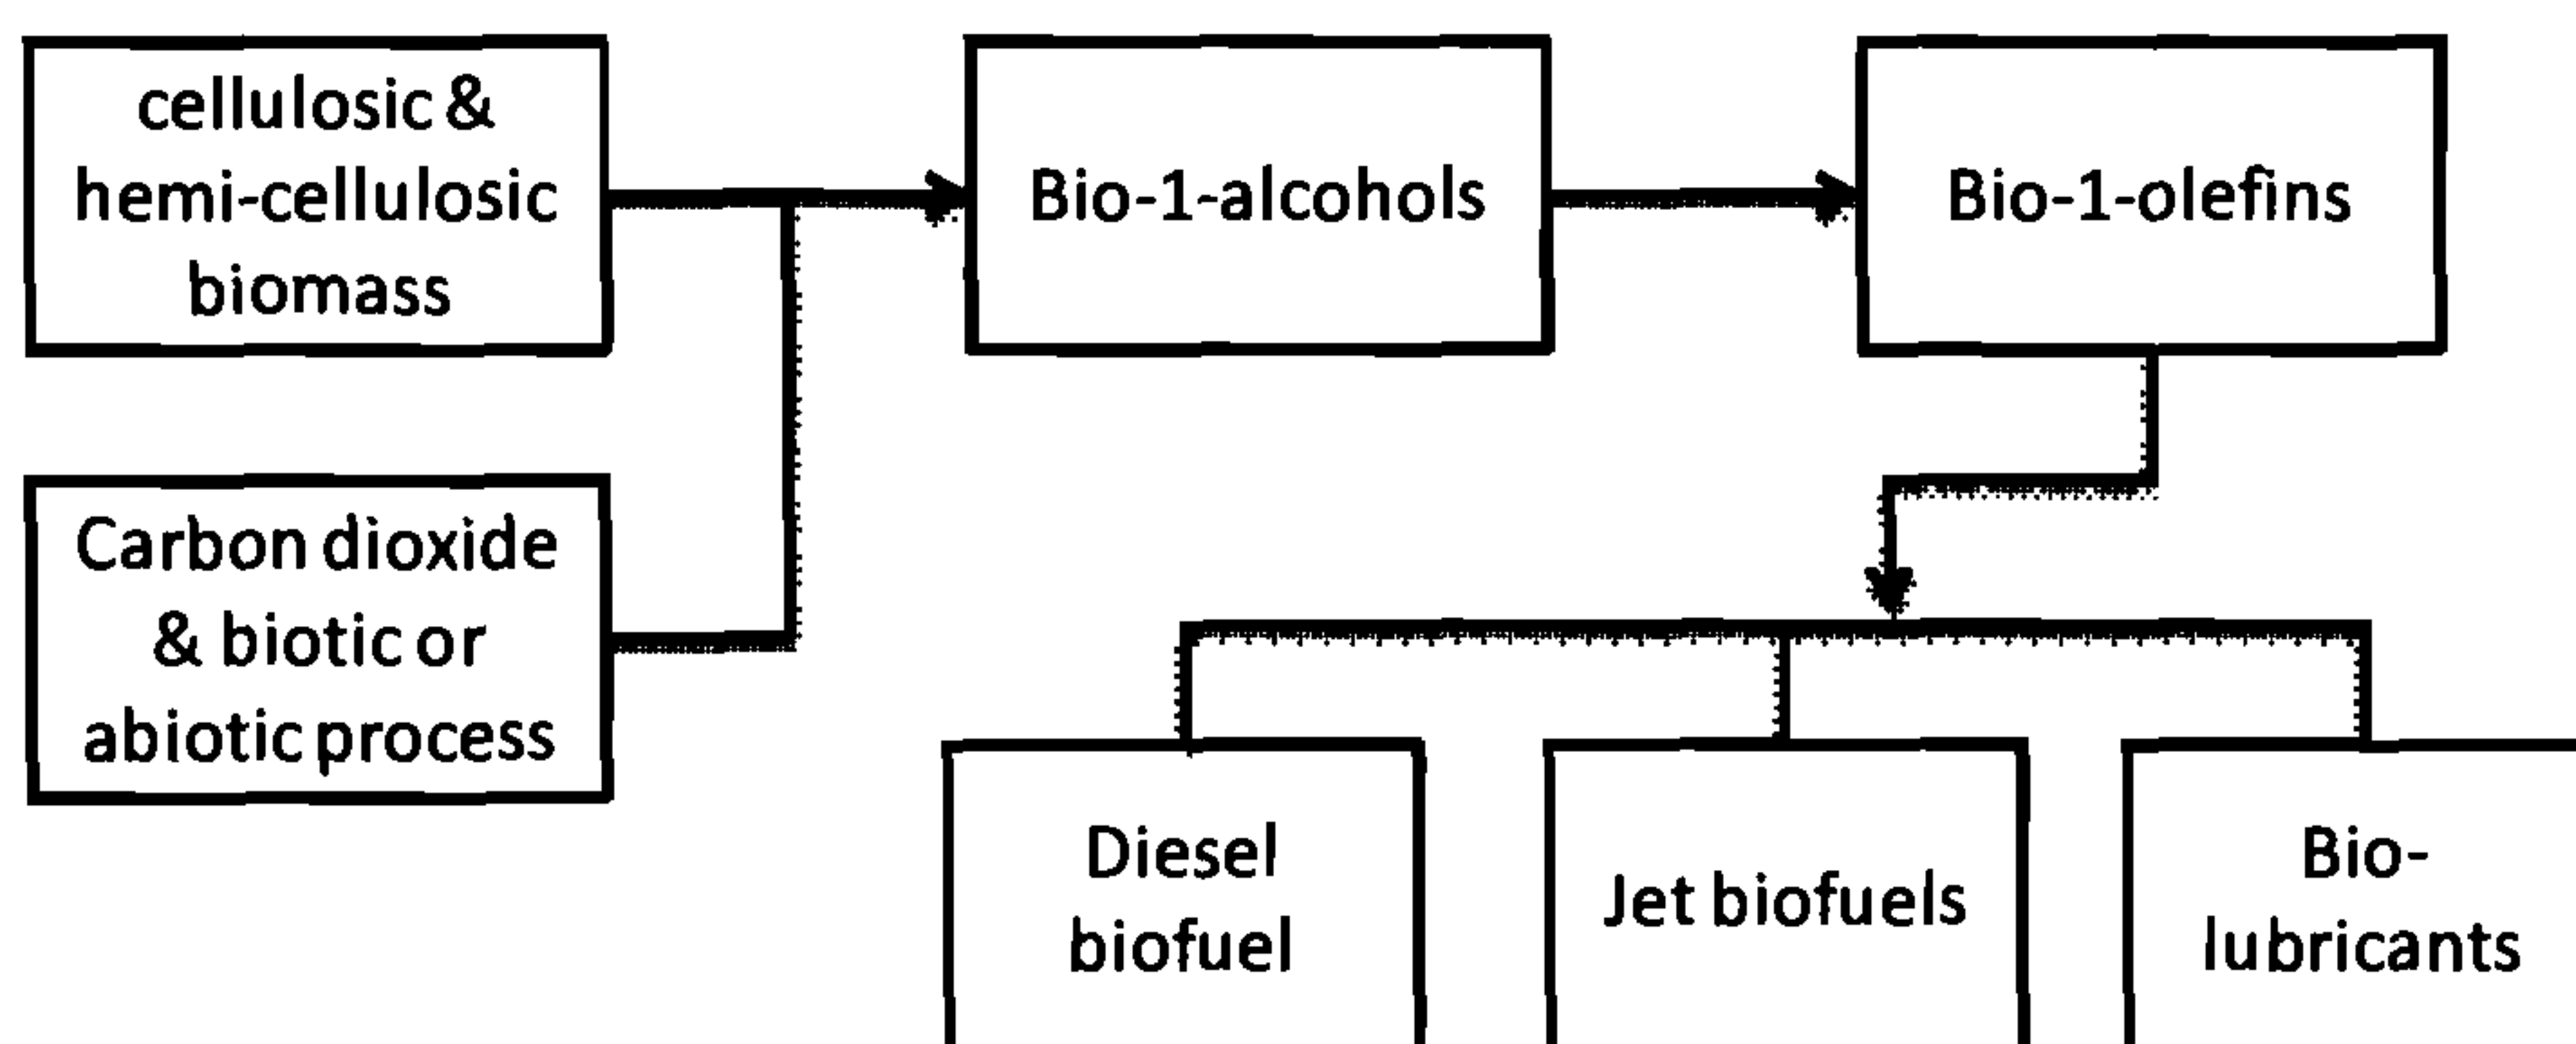 cellulosic &
hemi-cellulosic
biomass
Bio-1-alcohols
Bio-1-olefins
Carbon dioxide
& biotic or
abiotic process
Diesel
biofuel
Jet biofuels
Bio-
lubricants